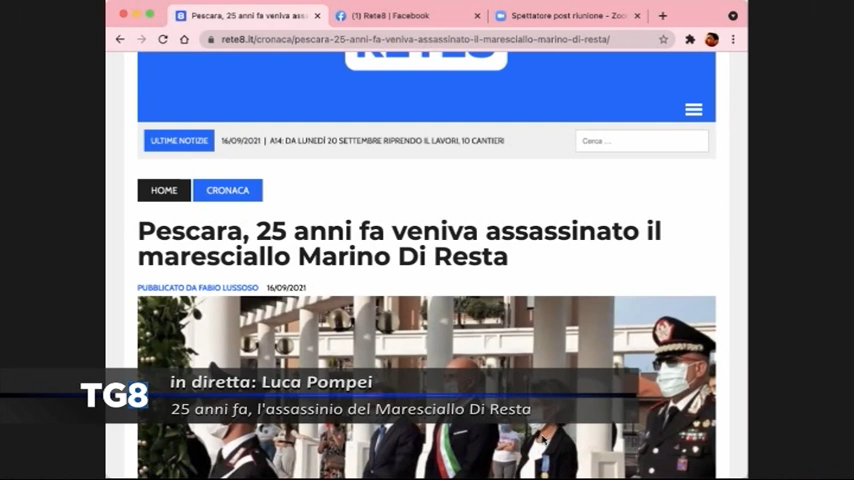 Pescara, 25 anni fa veniva assa
(1) Rete8 | Facebook
Spettatore post riunione - Zoo
rete8.it/cronaca/pescara-25-anni-fa-veniva-assassinato-il-maresciallo-marino-di-resta/
RETE8
ULTIME NOTIZIE
16/09/2021 | A14: DA LUNEDÌ 20 SETTEMBRE RIPRENDO IL LAVORI, 10 CANTIERI
Cerca ...
HOME
CRONACA
Pescara, 25 anni fa veniva assassinato il
maresciallo Marino Di Resta
PUBBLICATO DA FABIO LUSSOSO 16/09/2021
TG8
in diretta: Luca Pompei
25 anni fa, l'assassinio del Maresciallo Di Resta